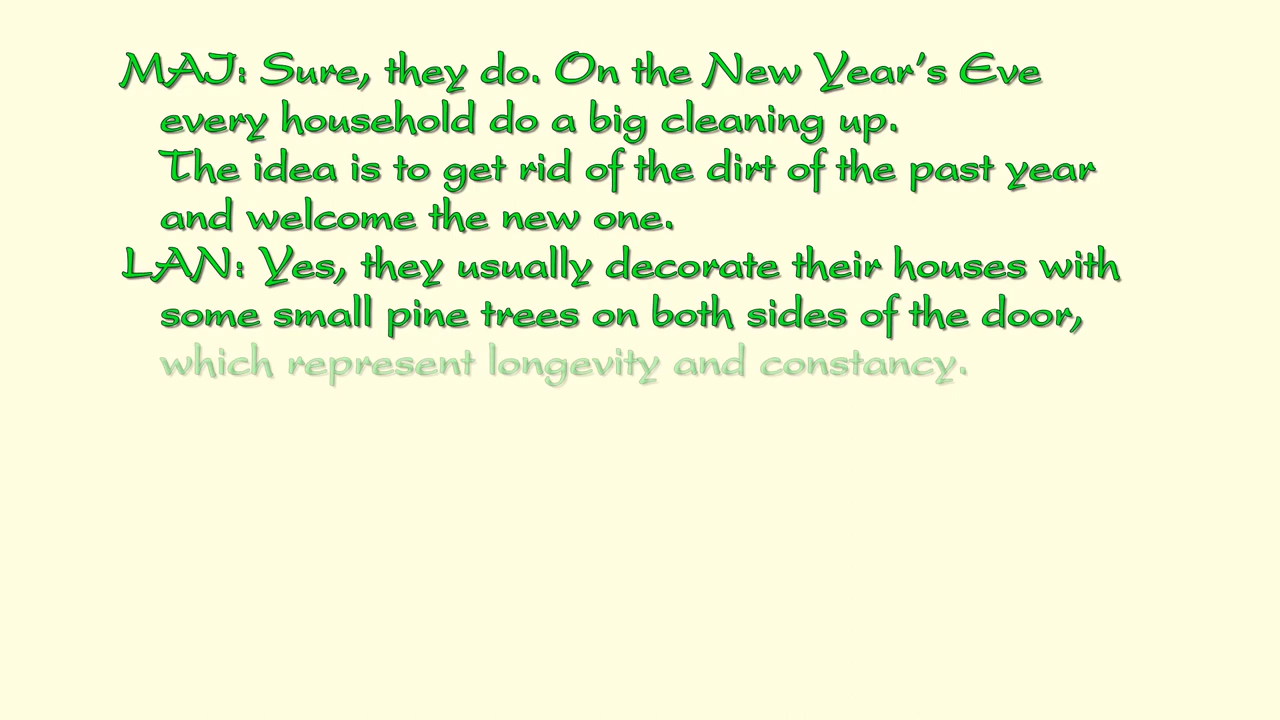 MAI: Sure, they do. On the New Year's Eve
every household do a big cleaning up.
The idea is to get rid of the dirt of the past year
and welcome the new one.
LAN: Yes, they usually decorate their houses with
some small pine trees on both sides of the door,
which represent longevity and constancy.